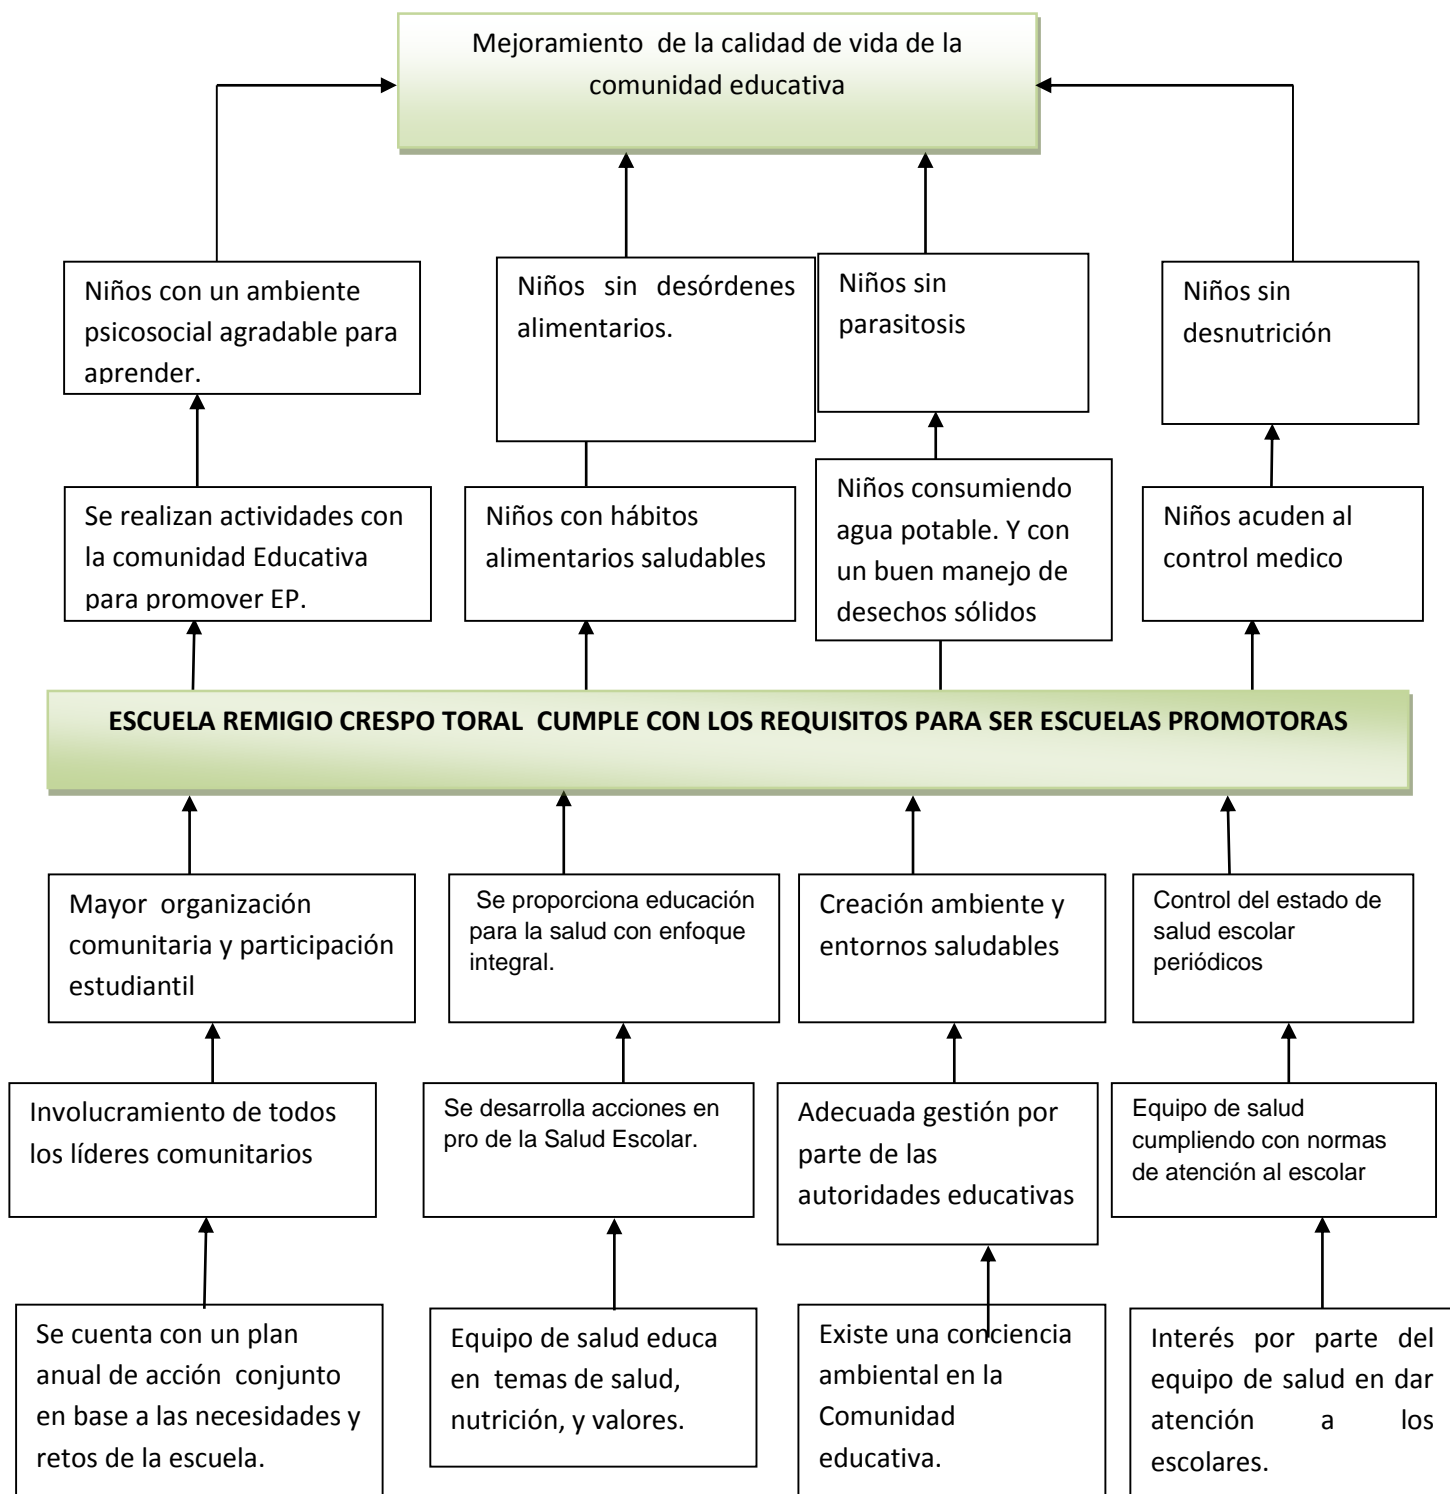 Mejoramiento de la calidad de vida de la
comunidad educativa
Niños con un ambiente
psicosocial agradable para
aprender.
Niños sin desórdenes
alimentarios.
Niños sin
parasitosis
Niños sin
desnutrición
Se realizan actividades con
la comunidad Educativa
para promover EP.
Niños con hábitos
alimentarios saludables
Niños consumiendo
agua potable. Y con
un buen manejo de
desechos sólidos
Niños acuden al
control medico
ESCUELA REMIGIO CRESPO TORAL CUMPLE CON LOS REQUISITOS PARA SER ESCUELAS PROMOTORAS
Mayor organización
comunitaria y participación
estudiantil
Se proporciona educación
para la salud con enfoque
integral.
Creación ambiente y
entornos saludables
Control del estado de
salud escolar
periódicos
Involucramiento de todos
los líderes comunitarios
Se desarrolla acciones en
pro de la Salud Escolar.
Adecuada gestión por
parte de las
autoridades educativas
Equipo de salud
cumpliendo con normas
de atención al escolar
Se cuenta con un plan
anual de acción conjunto
en base a las necesidades y
retos de la escuela.
Equipo de salud educa
en temas de salud,
nutrición, y valores.
Existe una conciencia
ambiental en la
Comunidad
educativa.
Interés por parte del
equipo de salud en dar
atención a los
escolares.